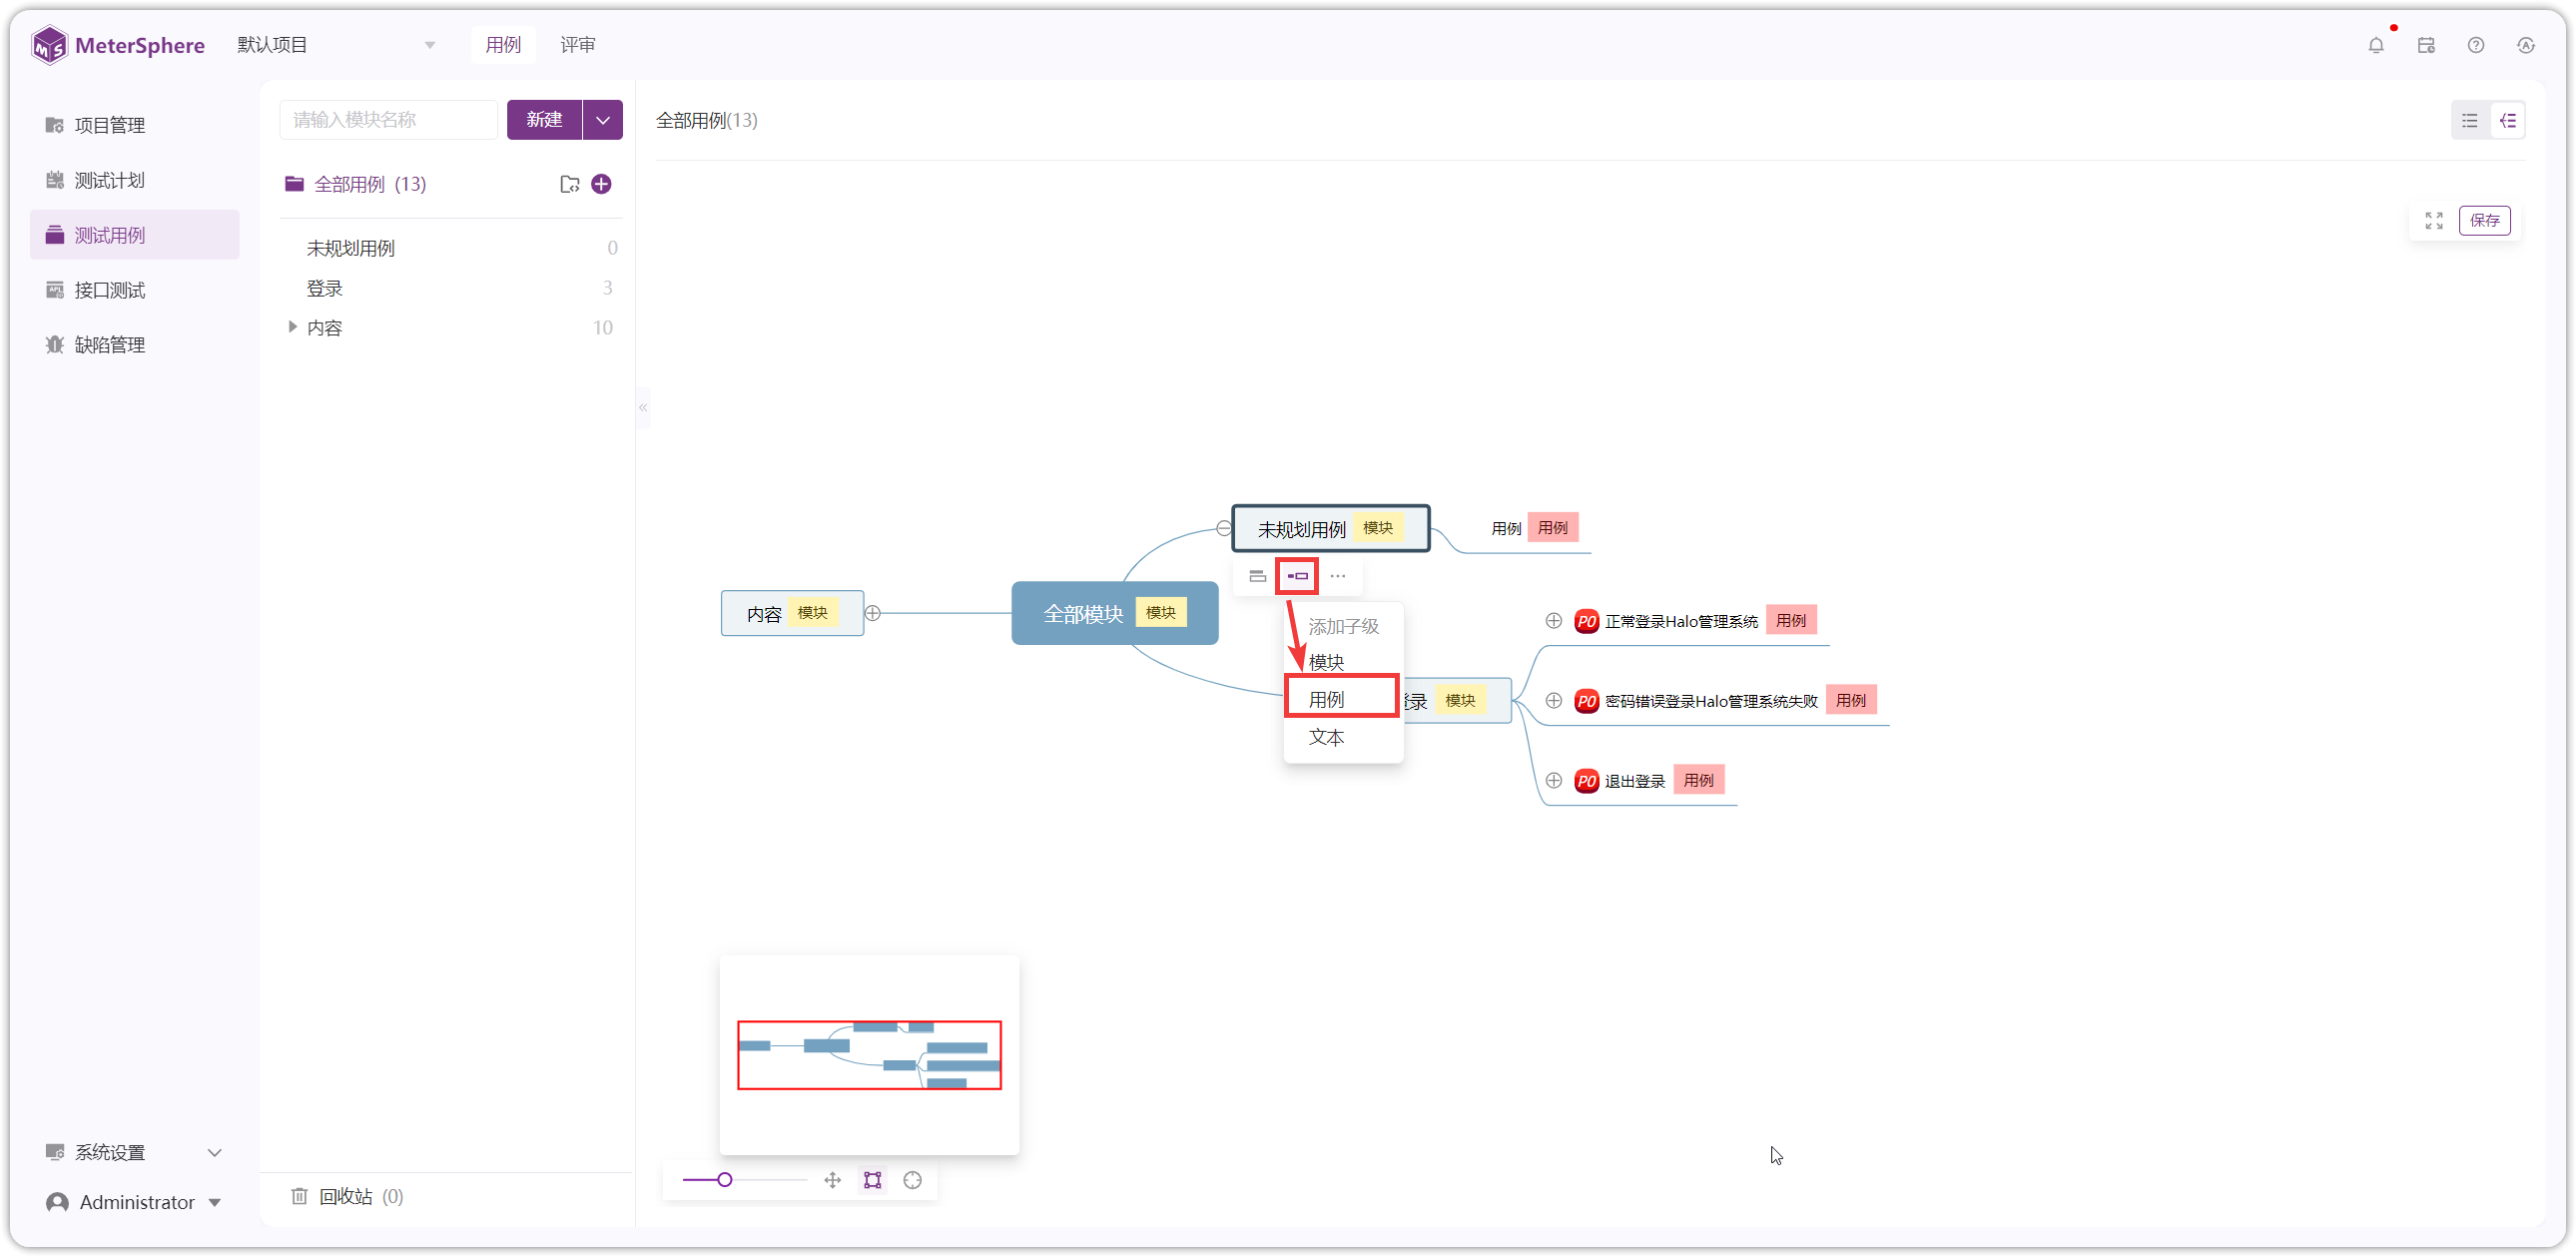 MeterSphere
默认项目
用例
评审
项目管理
测试计划
测试用例
接口测试
缺陷管理
系统设置
Administrator
请输入模块名称
新建
全部用例 (13)
未规划用例 0
登录 3
内容 10
回收站 (0)
全部用例(13)
保存
未规划用例 模块
用例 用例
内容 模块
全部模块 模块
添加子级
模块
用例
文本
登录 模块
P0 正常登录Halo管理系统 用例
P0 密码错误登录Halo管理系统失败 用例
P0 退出登录 用例